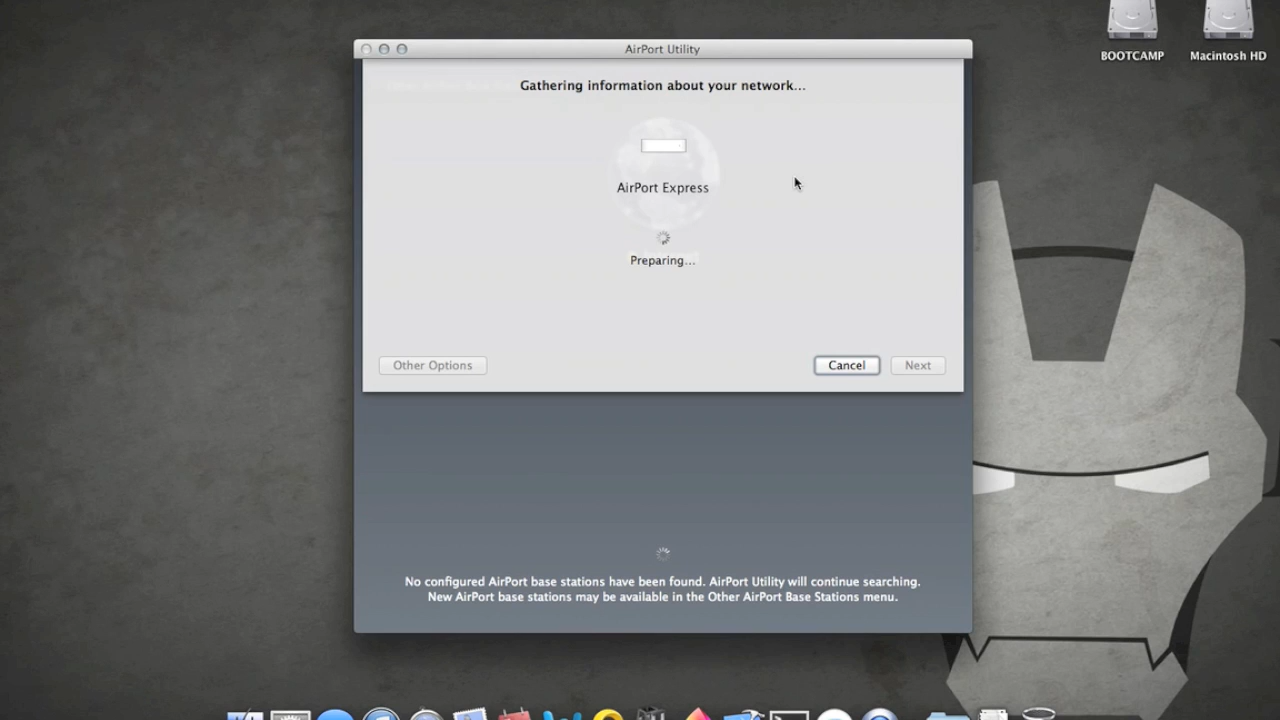 AirPort Utility
BOOTCAMP
Macintosh HD
Gathering information about your network...
AirPort Express
Preparing...
Other Options
Cancel
Next
No configured AirPort base stations have been found. AirPort Utility will continue searching.
New AirPort base stations may be available in the Other AirPort Base Stations menu.